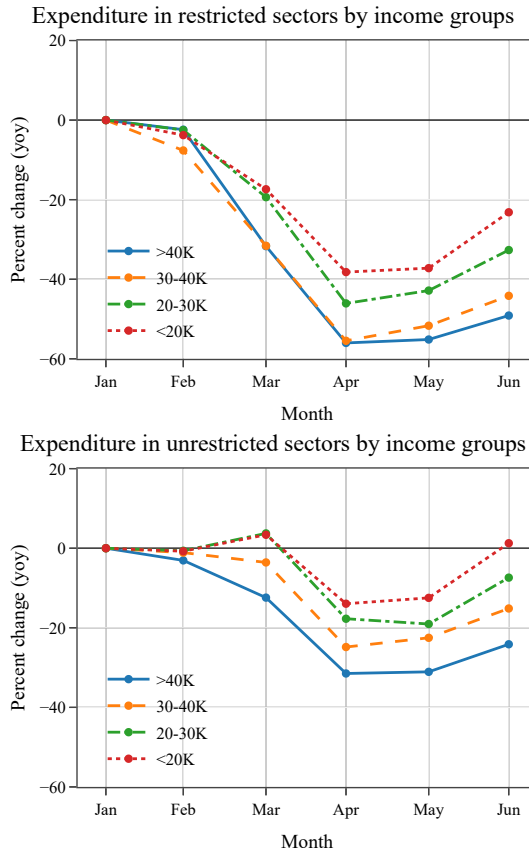 Expenditure in restricted sectors by income groups
20
0
−20
−40
−60
Percent change (yoy)
>40K
30-40K
20-30K
<20K
Jan Feb Mar Apr May Jun
Month
Expenditure in unrestricted sectors by income groups
20
0
−20
−40
−60
Percent change (yoy)
>40K
30-40K
20-30K
<20K
Jan Feb Mar Apr May Jun
Month